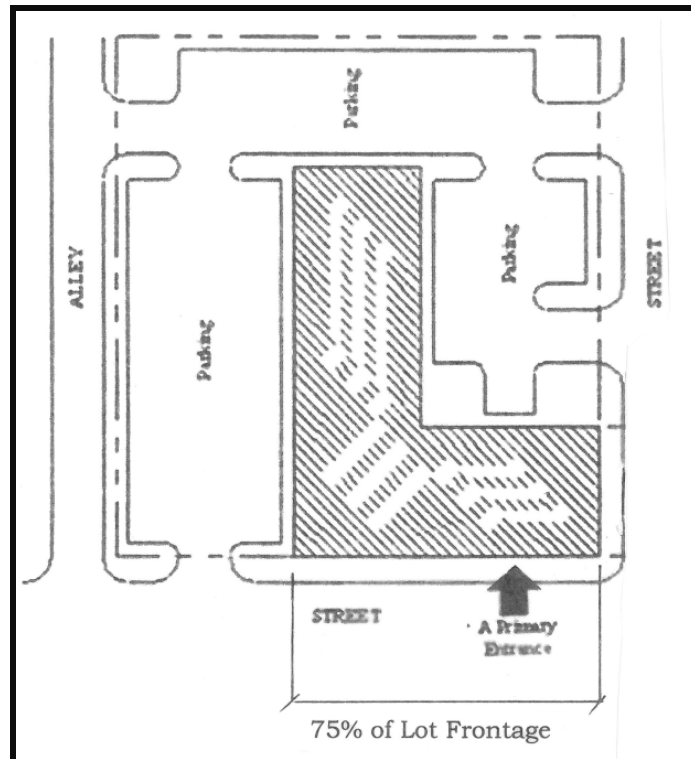 Parking
ALLEY
Parking
Parking
STREET
STREET
A Primary
Entrance
75% of Lot Frontage